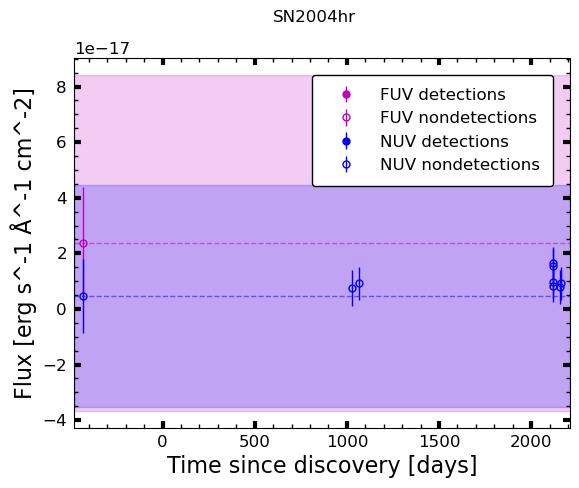 SN2004hr
1e−17
FUV detections
FUV nondetections
NUV detections
NUV nondetections
8
6
4
2
0
−2
−4
Flux [erg s^-1 Å^-1 cm^-2]
0 500 1000 1500 2000
Time since discovery [days]